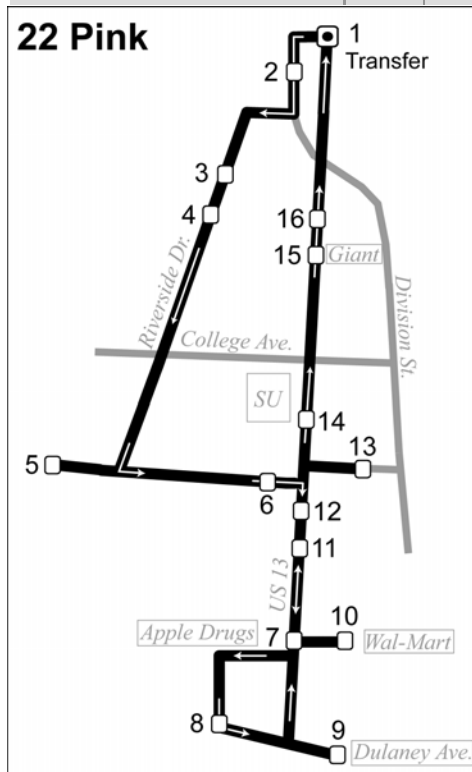 22 Pink
1
Transfer
2
3
4
16
15
Giant
Riverside Dr.
Division St.
College Ave.
SU
14
5
13
6
12
11
US 13
10
Apple Drugs
7
Wal-Mart
8
9
Dulaney Ave.